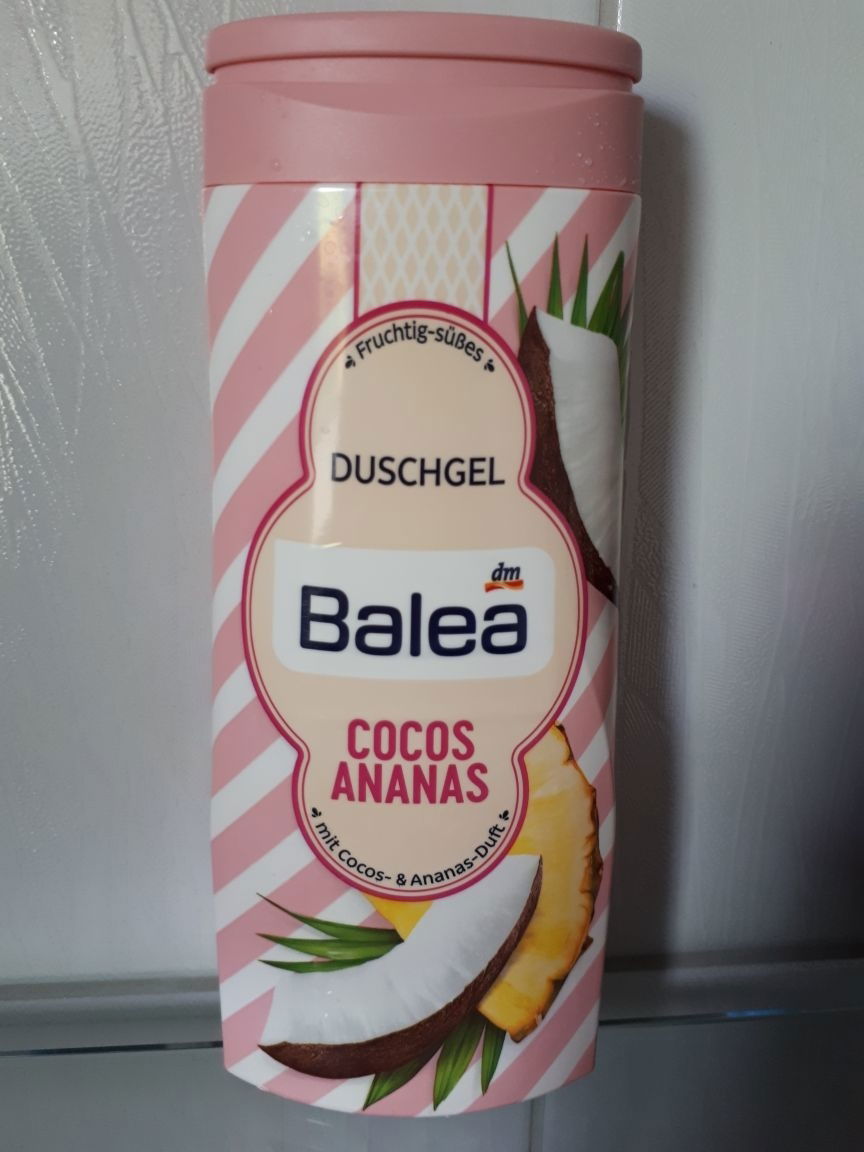 Fruchtig-süßes
DUSCHGEL
dm
Balea
COCOS
ANANAS
mit Cocos- & Ananas-Duft